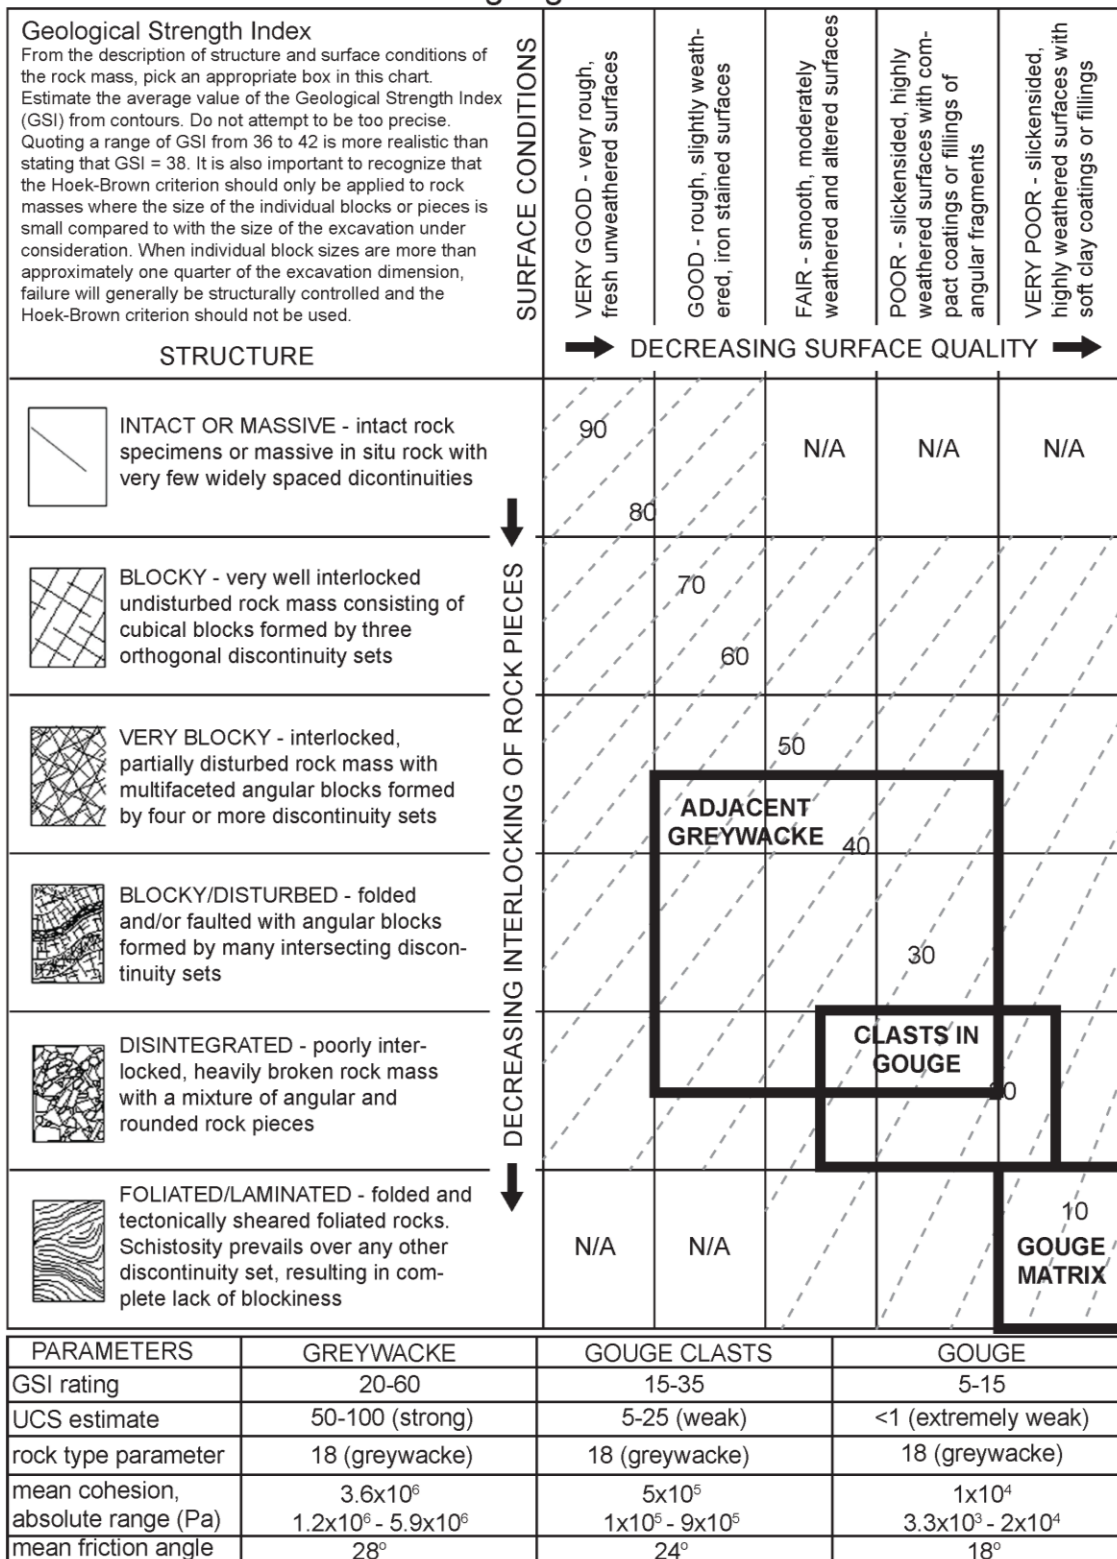 Geological Strength Index
From the description of structure and surface conditions of
the rock mass, pick an appropriate box in this chart.
Estimate the average value of the Geological Strength Index
(GSI) from contours. Do not attempt to be too precise.
Quoting a range of GSI from 36 to 42 is more realistic than
stating that GSI = 38. It is also important to recognize that
the Hoek-Brown criterion should only be applied to rock
masses where the size of the individual blocks or pieces is
small compared to with the size of the excavation under
consideration. When individual block sizes are more than
approximately one quarter of the excavation dimension,
failure will generally be structurally controlled and the
Hoek-Brown criterion should not be used.
STRUCTURE
SURFACE CONDITIONS
VERY GOOD - very rough,
fresh unweathered surfaces
GOOD - rough, slightly weath-
ered, iron stained surfaces
FAIR - smooth, moderately
weathered and altered surfaces
POOR - slickensided, highly
weathered surfaces with com-
pact coatings or fillings of
angular fragments
VERY POOR - slickensided,
highly weathered surfaces with
soft clay coatings or fillings
DECREASING SURFACE QUALITY
DECREASING INTERLOCKING OF ROCK PIECES
INTACT OR MASSIVE - intact rock
specimens or massive in situ rock with
very few widely spaced dicontinuities
90
80
N/A
N/A
N/A
BLOCKY - very well interlocked
undisturbed rock mass consisting of
cubical blocks formed by three
orthogonal discontinuity sets
70
60
VERY BLOCKY - interlocked,
partially disturbed rock mass with
multifaceted angular blocks formed
by four or more discontinuity sets
50
ADJACENT
GREYWACKE
40
BLOCKY/DISTURBED - folded
and/or faulted with angular blocks
formed by many intersecting discon-
tinuity sets
30
DISINTEGRATED - poorly inter-
locked, heavily broken rock mass
with a mixture of angular and
rounded rock pieces
CLASTS IN
GOUGE
20
FOLIATED/LAMINATED - folded and
tectonically sheared foliated rocks.
Schistosity prevails over any other
discontinuity set, resulting in com-
plete lack of blockiness
N/A
N/A
10
GOUGE
MATRIX
PARAMETERS GREYWACKE GOUGE CLASTS GOUGE
GSI rating 20-60 15-35 5-15
UCS estimate 50-100 (strong) 5-25 (weak) <1 (extremely weak)
rock type parameter 18 (greywacke) 18 (greywacke) 18 (greywacke)
mean cohesion, 3.6x10⁶ 5x10⁵ 1x10⁴
absolute range (Pa) 1.2x10⁶ - 5.9x10⁶ 1x10⁵ - 9x10⁵ 3.3x10³ - 2x10⁴
mean friction angle 28° 24° 18°